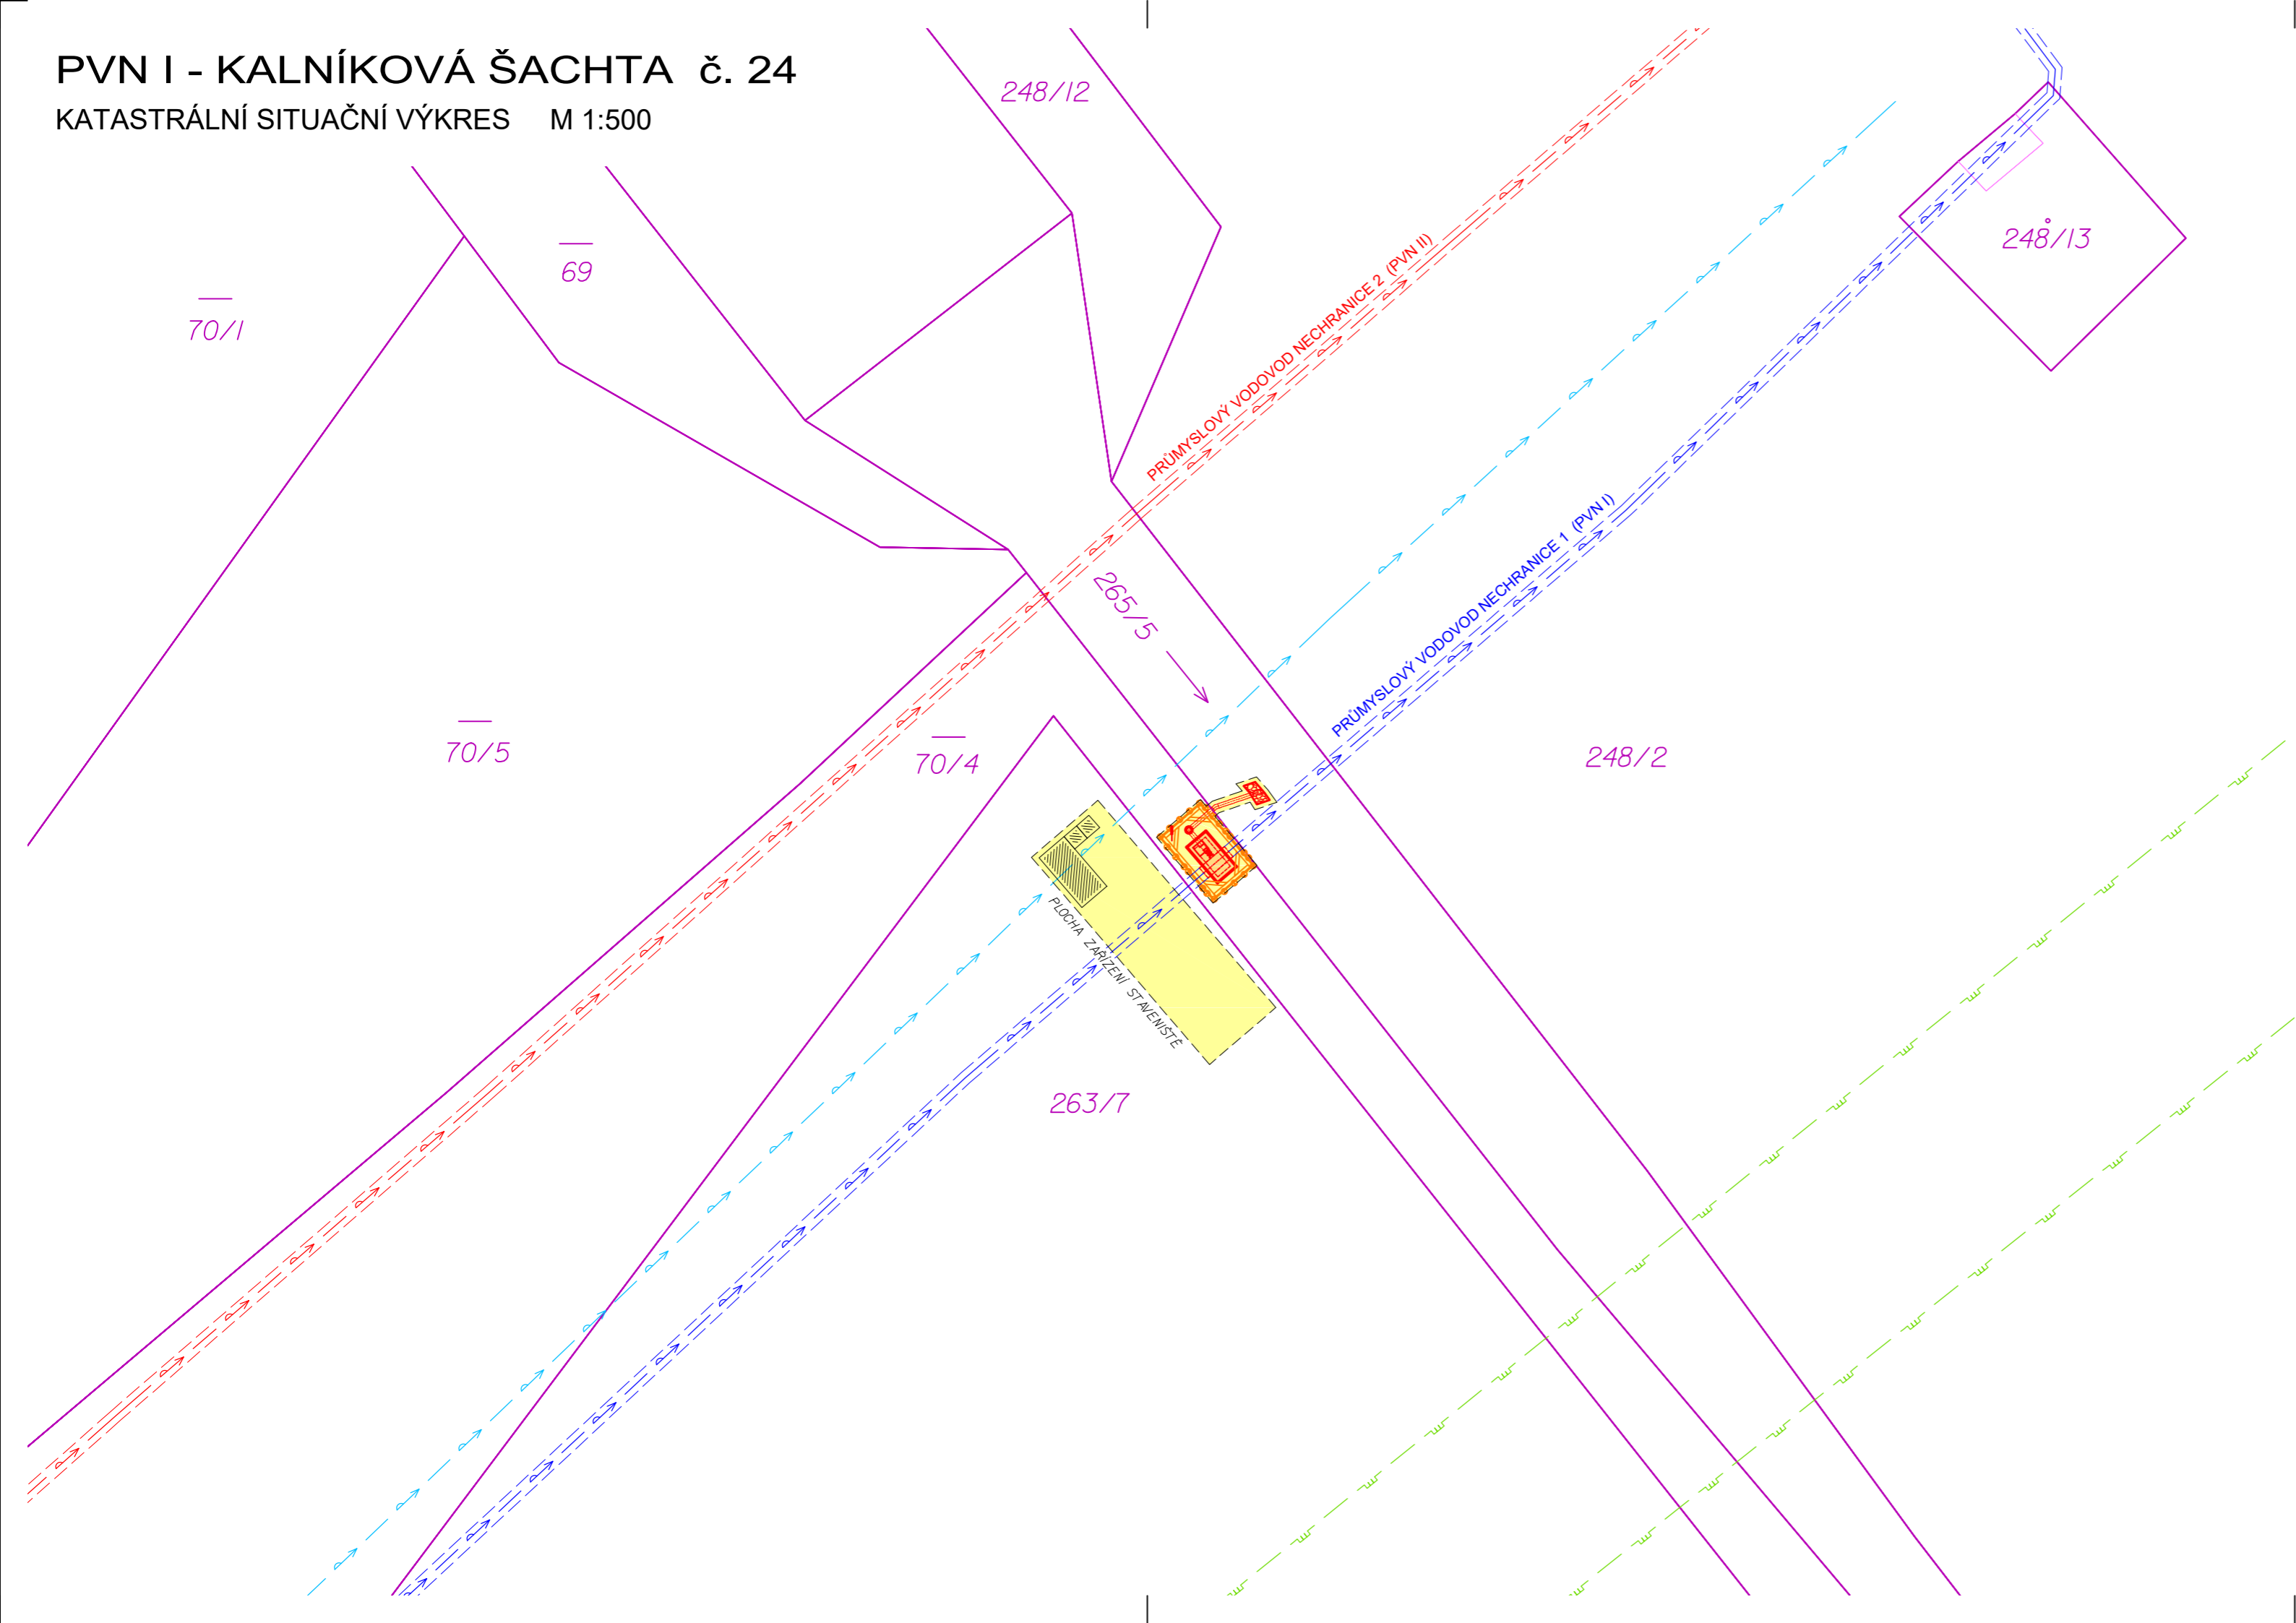 PVN I - KALNÍKOVÁ ŠACHTA č. 24
KATASTRÁLNÍ SITUAČNÍ VÝKRES M 1:500
248/12
69
70/1
248/13
PRŮMYSLOVÝ VODOVOD NECHRANICE 2 (PVN II)
265/5
PRŮMYSLOVÝ VODOVOD NECHRANICE 1 (PVN I)
70/5
70/4
248/2
PLOCHA ZAŘÍZENÍ STAVENIŠTĚ
263/7